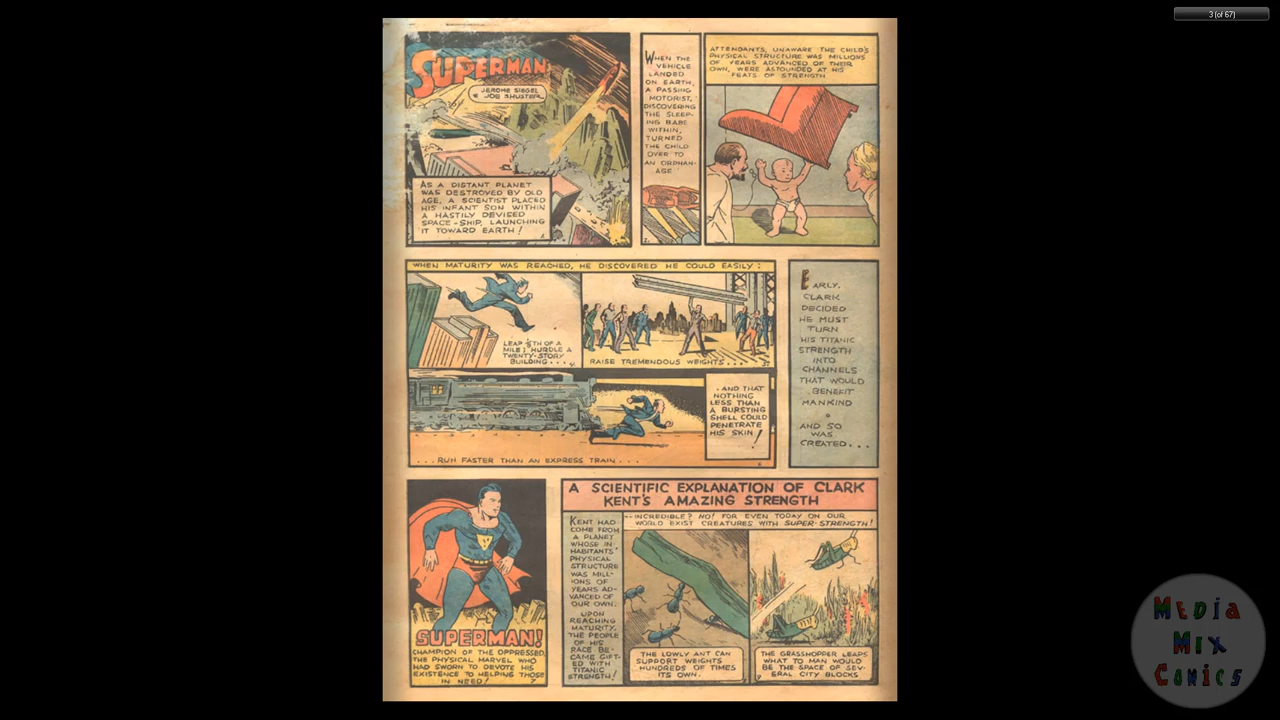 3 (of 67)
SUPERMAN
JEROME SIEGEL
& JOE SHUSTER
AS A DISTANT PLANET
WAS DESTROYED BY OLD
AGE, A SCIENTIST PLACED
HIS INFANT SON WITHIN
A HASTILY DEVISED
SPACE-SHIP, LAUNCHING
IT TOWARD EARTH!
WHEN THE
VEHICLE
LANDED
ON EARTH,
A PASSING
MOTORIST,
DISCOVERING
THE SLEEP-
ING BABE
WITHIN,
TURNED
THE CHILD
OVER TO
AN ORPHAN-
AGE
ATTENDANTS, UNAWARE THE CHILD'S
PHYSICAL STRUCTURE WAS MILLIONS
OF YEARS ADVANCED OF THEIR
OWN, WERE ASTOUNDED AT HIS
FEATS OF STRENGTH
WHEN MATURITY WAS REACHED, HE DISCOVERED HE COULD EASILY:
LEAP 1/8TH OF A
MILE; HURDLE A
TWENTY-STORY
BUILDING . . .
RAISE TREMENDOUS WEIGHTS . . .
. . . RUN FASTER THAN AN EXPRESS TRAIN . . .
. . AND THAT
NOTHING
LESS THAN
A BURSTING
SHELL COULD
PENETRATE
HIS SKIN!
EARLY,
CLARK
DECIDED
HE MUST
TURN
HIS TITANIC
STRENGTH
INTO
CHANNELS
THAT WOULD
BENEFIT
MANKIND
AND SO
WAS
CREATED . . .
SUPERMAN!
CHAMPION OF THE OPPRESSED,
THE PHYSICAL MARVEL WHO
HAD SWORN TO DEVOTE HIS
EXISTENCE TO HELPING THOSE
IN NEED!
A SCIENTIFIC EXPLANATION OF CLARK
KENT'S AMAZING STRENGTH
KENT HAD
COME FROM
A PLANET
WHOSE IN-
HABITANTS'
PHYSICAL
STRUCTURE
WAS MILL-
IONS OF
YEARS AD-
VANCED OF
OUR OWN.
UPON
REACHING
MATURITY,
THE PEOPLE
OF HIS
RACE BE-
CAME GIFT-
ED WITH
TITANIC
STRENGTH!
--INCREDIBLE? NO! FOR EVEN TODAY ON OUR
WORLD EXIST CREATURES WITH SUPER-STRENGTH!
THE LOWLY ANT CAN
SUPPORT WEIGHTS
HUNDREDS OF TIMES
ITS OWN.
THE GRASSHOPPER LEAPS
WHAT TO MAN WOULD
BE THE SPACE OF SEV-
ERAL CITY BLOCKS
MEDIA
MIX
COMICS